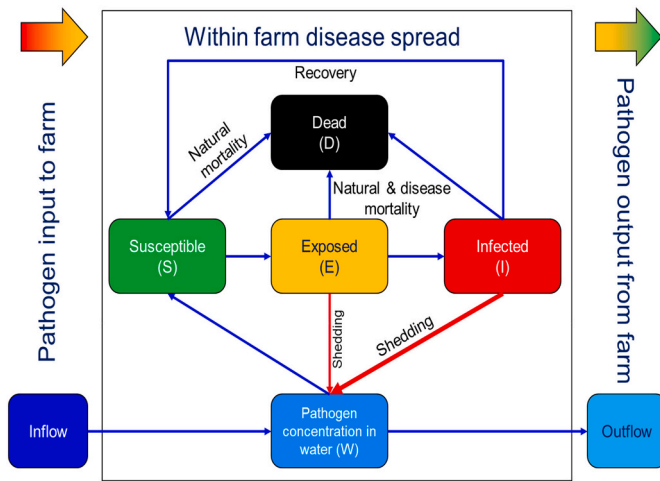 Within farm disease spread
Recovery
Dead
(D)
Natural
mortality
Natural & disease
mortality
Susceptible
(S)
Exposed
(E)
Infected
(I)
Shedding
Shedding
Pathogen input to farm
Pathogen output from farm
Inflow
Pathogen
concentration in
water (W)
Outflow